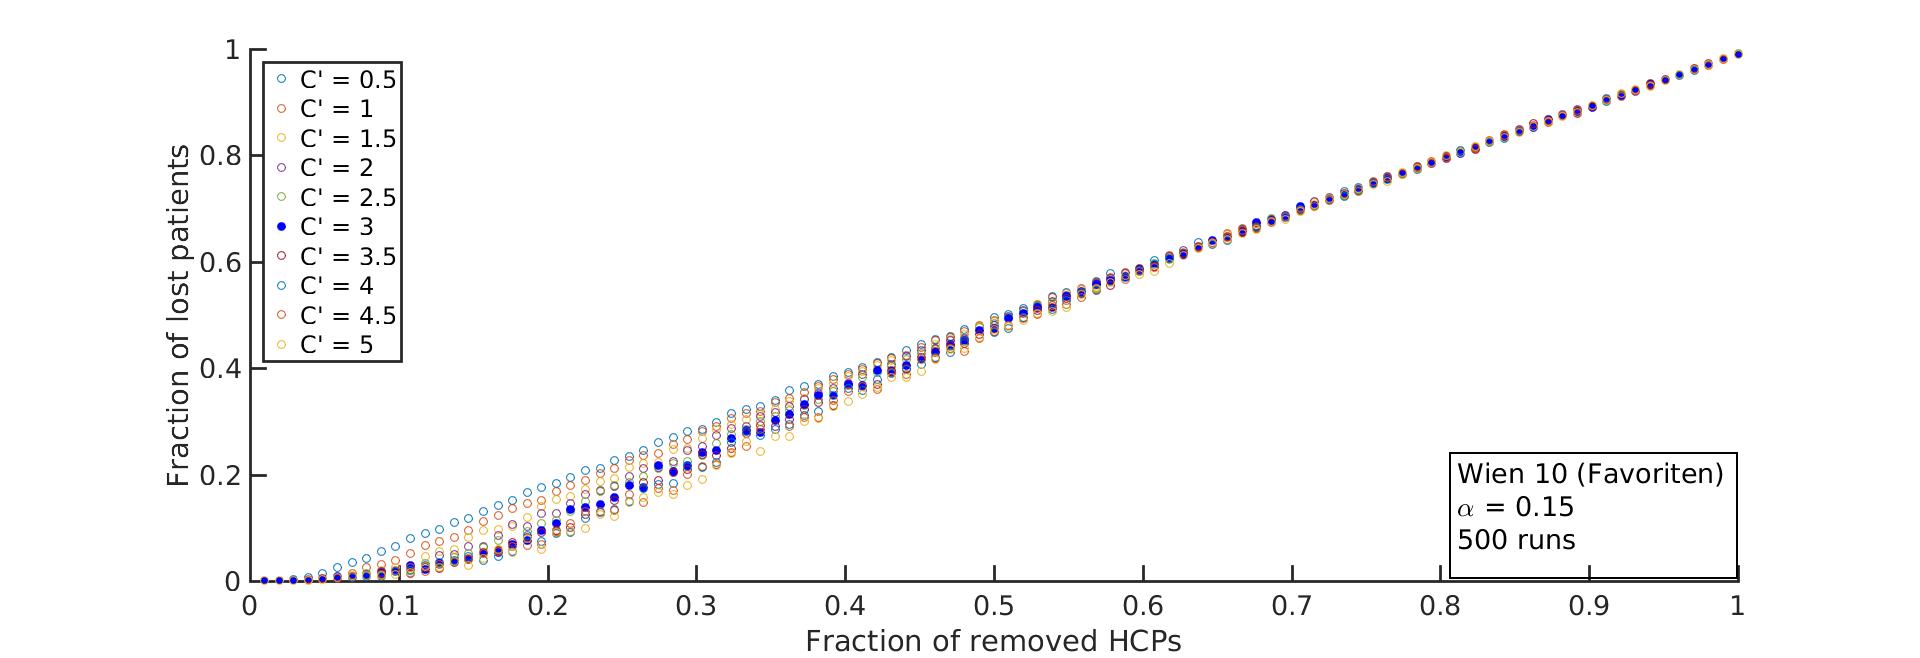 1
0.8
0.6
0.4
0.2
0
Fraction of lost patients
C' = 0.5
C' = 1
C' = 1.5
C' = 2
C' = 2.5
C' = 3
C' = 3.5
C' = 4
C' = 4.5
C' = 5
Wien 10 (Favoriten)
α = 0.15
500 runs
0 0.1 0.2 0.3 0.4 0.5 0.6 0.7 0.8 0.9 1
Fraction of removed HCPs